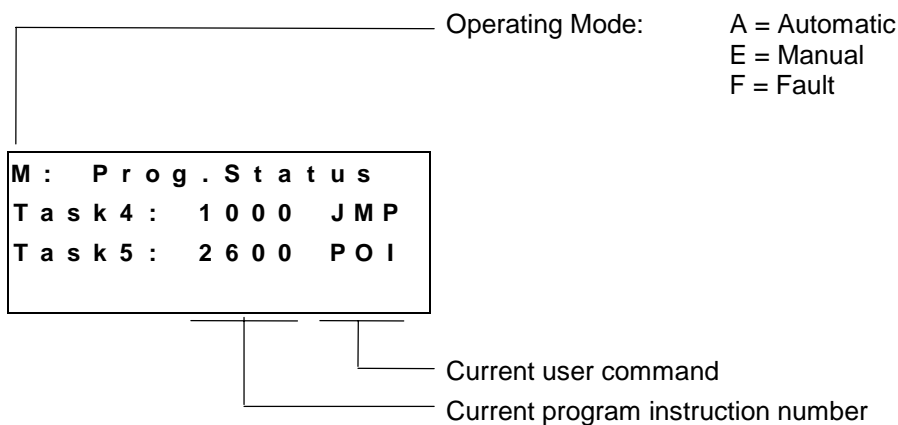 Operating Mode: A = Automatic
E = Manual
F = Fault
M: Prog.Status
Task4: 1000 JMP
Task5: 2600 POI
Current user command
Current program instruction number